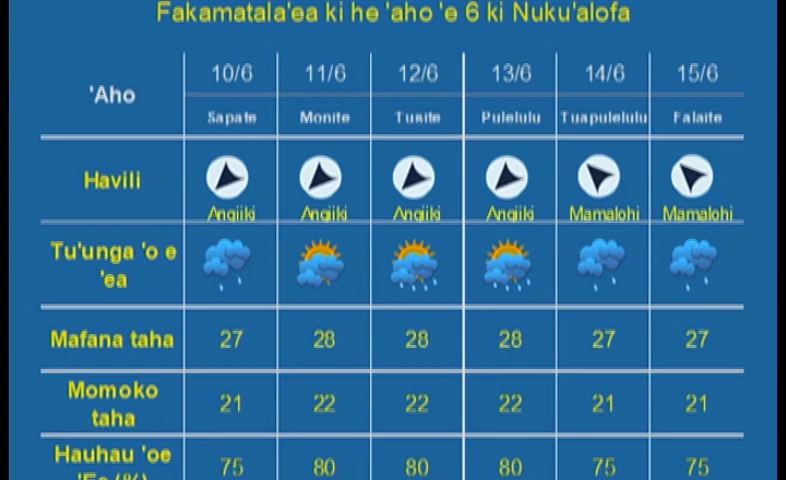 Fakamatala'ea ki he 'aho 'e 6 ki Nuku'alofa
'Aho 10/6 11/6 12/6 13/6 14/6 15/6
Sapate Monite Tusite Pulelulu Tuapulelulu Falaite
Havili Angiiki Angiiki Angiiki Angiiki Mamalohi Mamalohi
Tu'unga 'o e
'ea
Mafana taha 27 28 28 28 27 27
Momoko
taha 21 22 22 22 21 21
Hauhau 'oe
'Ea (%) 75 80 80 80 75 75